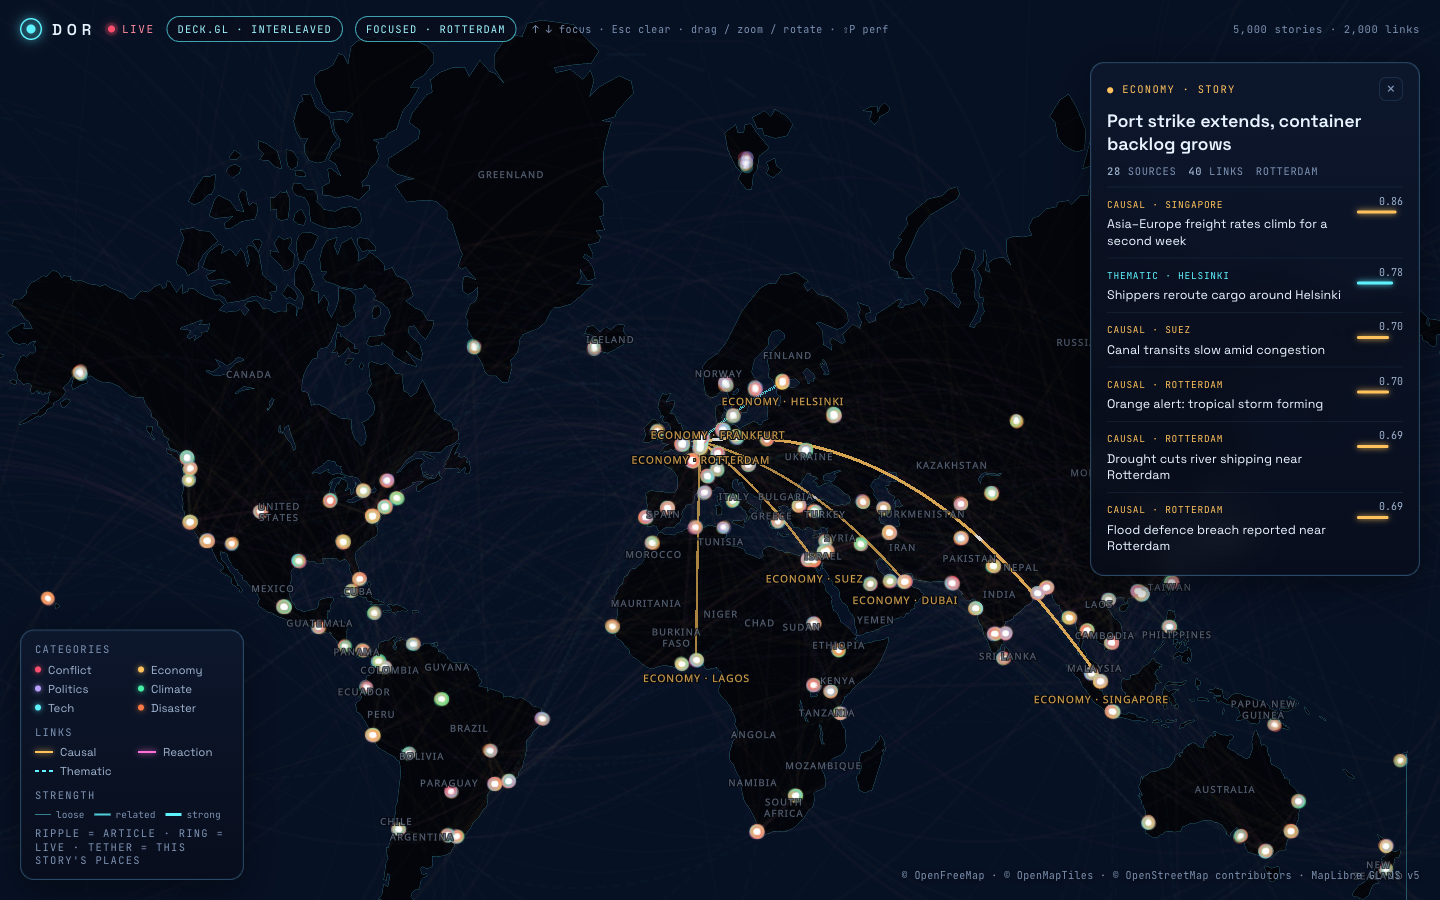 DOR
LIVE
DECK.GL · INTERLEAVED
FOCUSED · ROTTERDAM
↑ ↓ focus · Esc clear · drag / zoom / rotate · ⇧P perf
5,000 stories · 2,000 links
ECONOMY · STORY
×
Port strike extends, container
backlog grows
28 SOURCES 40 LINKS ROTTERDAM
CAUSAL · SINGAPORE
0.86
Asia–Europe freight rates climb for a
second week
THEMATIC · HELSINKI
0.78
Shippers reroute cargo around Helsinki
CAUSAL · SUEZ
0.70
Canal transits slow amid congestion
CAUSAL · ROTTERDAM
0.70
Orange alert: tropical storm forming
CAUSAL · ROTTERDAM
0.69
Drought cuts river shipping near
Rotterdam
CAUSAL · ROTTERDAM
0.69
Flood defence breach reported near
Rotterdam
GREENLAND
ICELAND
CANADA
FINLAND
NORWAY
ECONOMY · HELSINKI
ECONOMY · FRANKFURT
ECONOMY · ROTTERDAM
UKRAINE
KAZAKHSTAN
UNITED
STATES
ITALY
BULGARIA
SPAIN
GREECE
TURKEY
TURKMENISTAN
TUNISIA
SYRIA
IRAN
MOROCCO
ISRAEL
PAKISTAN
NEPAL
ECONOMY · SUEZ
ECONOMY · DUBAI
INDIA
TAIWAN
LAOS
MEXICO
CUBA
MAURITANIA
NIGER
CHAD
SUDAN
YEMEN
GUATEMALA
BURKINA
FASO
ETHIOPIA
CAMBODIA
PHILIPPINES
PANAMA
COLOMBIA
GUYANA
SRI LANKA
MALAYSIA
ECONOMY · LAGOS
KENYA
ECUADOR
ECONOMY · SINGAPORE
PERU
BRAZIL
TANZANIA
PAPUA NEW
GUINEA
ANGOLA
BOLIVIA
MOZAMBIQUE
PARAGUAY
NAMIBIA
AUSTRALIA
SOUTH
AFRICA
CHILE
ARGENTINA
NEW
CATEGORIES
Conflict
Economy
Politics
Climate
Tech
Disaster
LINKS
Causal
Reaction
Thematic
STRENGTH
loose
related
strong
RIPPLE = ARTICLE · RING =
LIVE · TETHER = THIS
STORY'S PLACES
© OpenFreeMap · © OpenMapTiles · © OpenStreetMap contributors · MapLibre GL JS v5